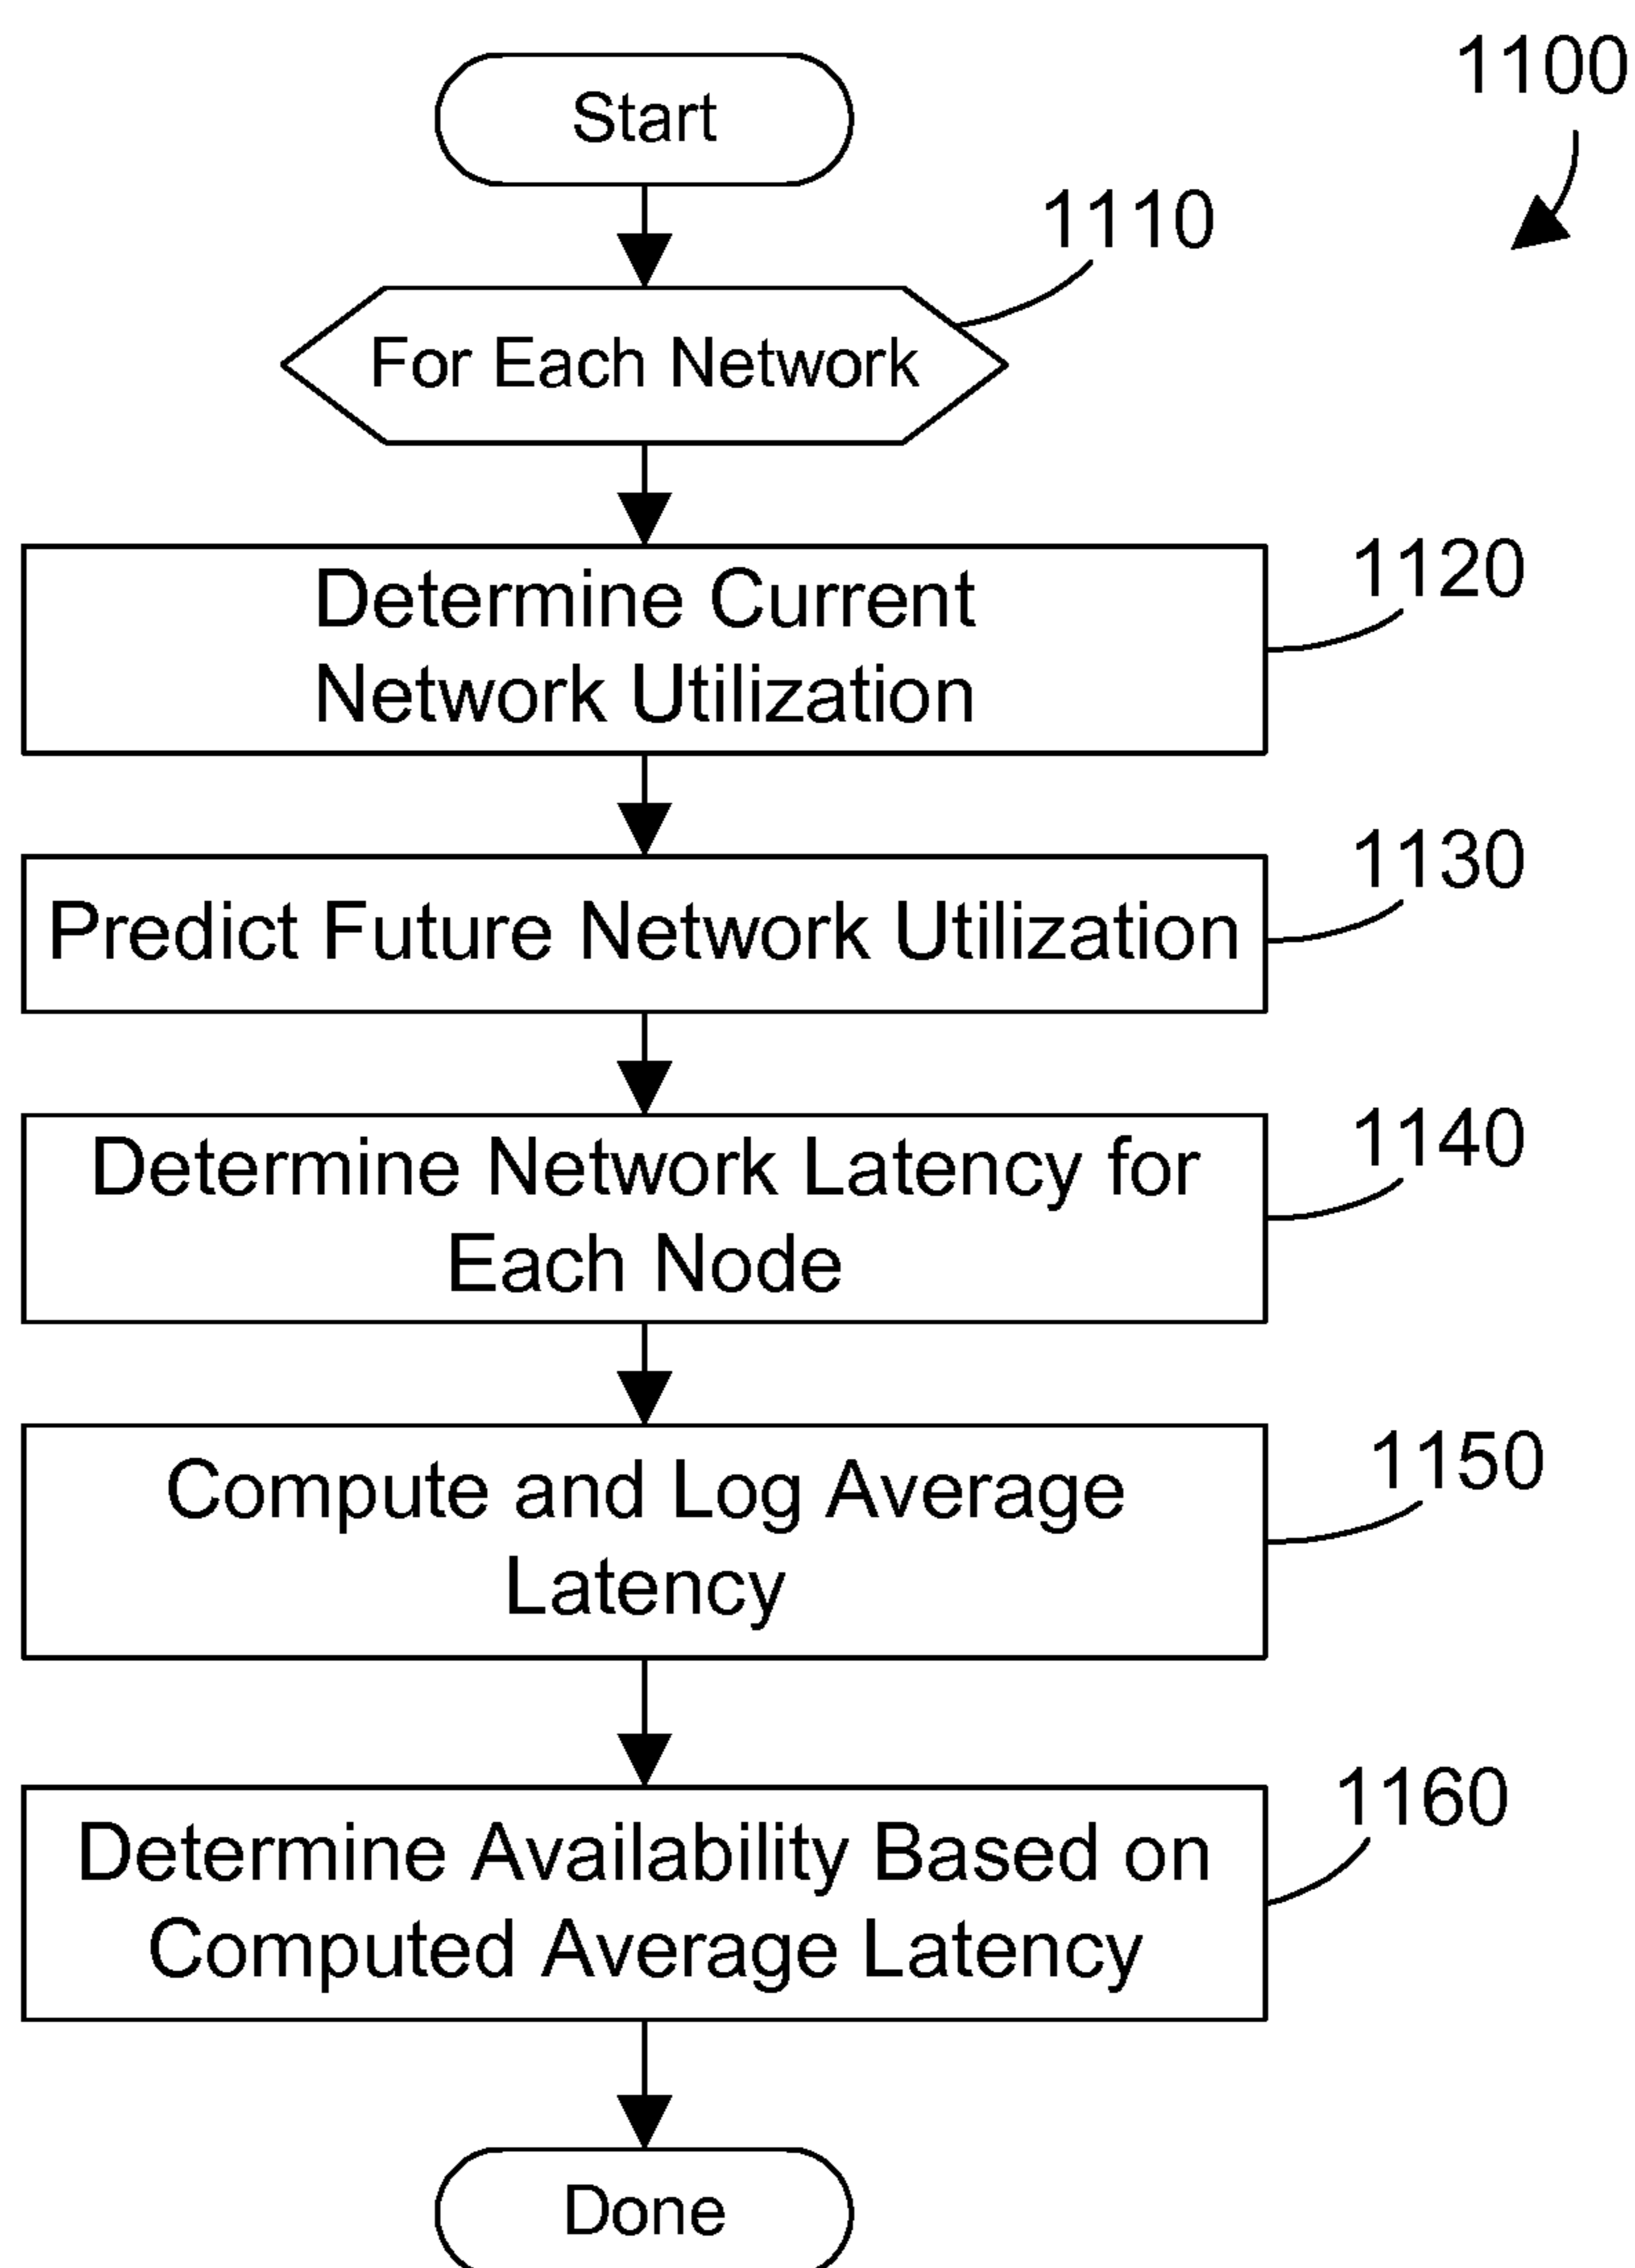 1100
Start
1110
For Each Network
1120
Determine Current
Network Utilization
1130
Predict Future Network Utilization
1140
Determine Network Latency for
Each Node
1150
Compute and Log Average
Latency
1160
Determine Availability Based on
Computed Average Latency
Done